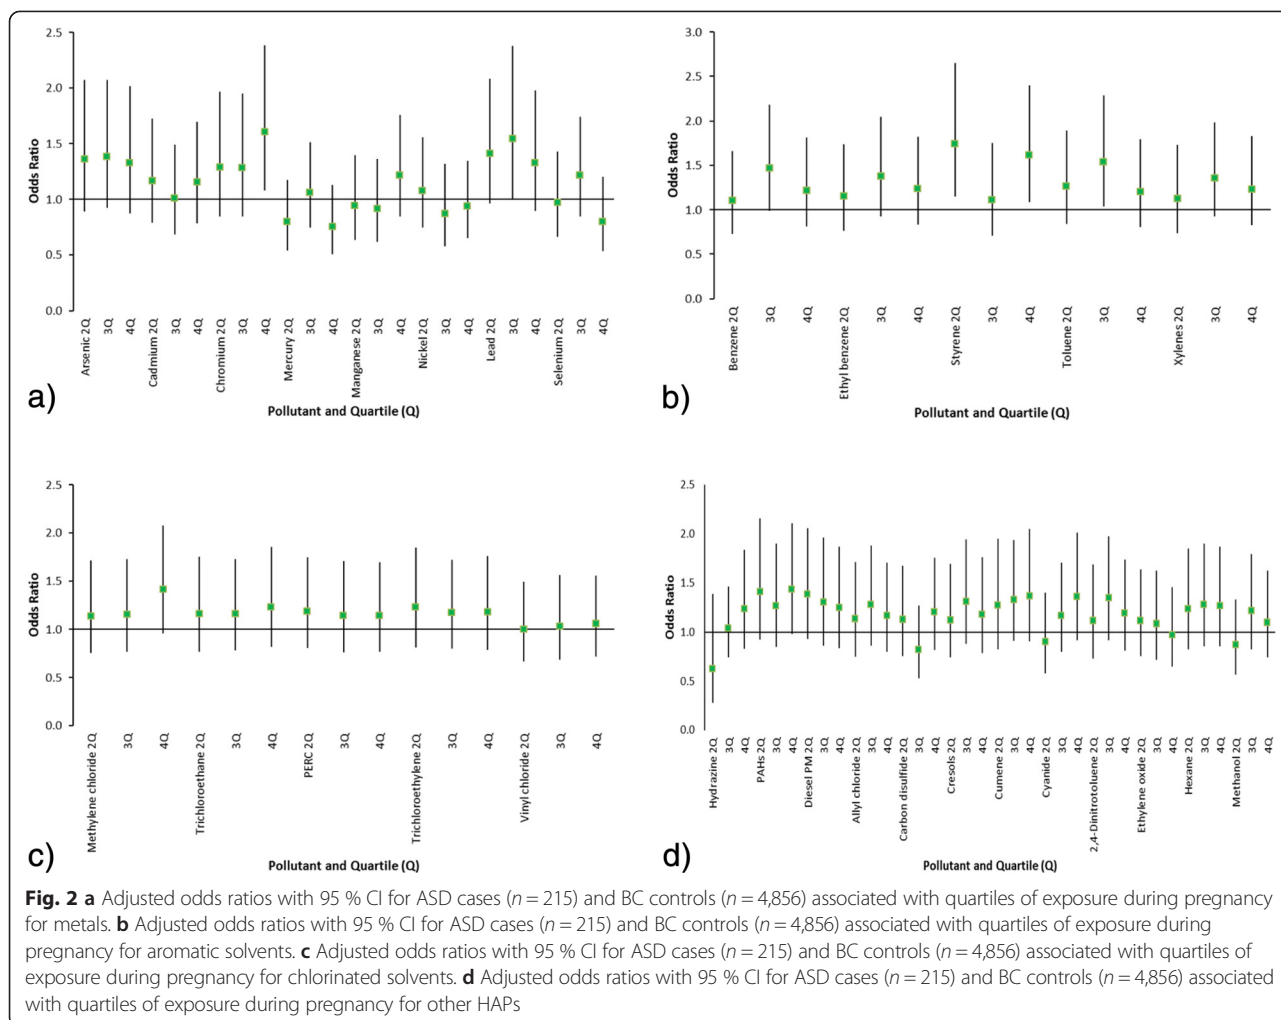 2.5
2.0
1.5
1.0
0.5
0.0
Odds Ratio
Arsenic 2Q
3Q
4Q
Cadmium 2Q
3Q
4Q
Chromium 2Q
3Q
4Q
Mercury 2Q
3Q
4Q
Manganese 2Q
3Q
4Q
Nickel 2Q
3Q
4Q
Lead 2Q
3Q
4Q
Selenium 2Q
3Q
4Q
Pollutant and Quartile (Q)
a)
3.0
2.5
2.0
1.5
1.0
0.5
0.0
Odds Ratio
Benzene 2Q
3Q
4Q
Ethyl benzene 2Q
3Q
4Q
Styrene 2Q
3Q
4Q
Toluene 2Q
3Q
4Q
Xylenes 2Q
3Q
4Q
Pollutant and Quartile (Q)
b)
2.5
2.0
1.5
1.0
0.5
0.0
Odds Ratio
Methylene chloride 2Q
3Q
4Q
Trichloroethane 2Q
3Q
4Q
PERC 2Q
3Q
4Q
Trichloroethylene 2Q
3Q
4Q
Vinyl chloride 2Q
3Q
4Q
Pollutant and Quartile (Q)
c)
2.5
2.0
1.5
1.0
0.5
0.0
Odds Ratio
Hydrazine 2Q
3Q
4Q
PAHs 2Q
3Q
4Q
Diesel PM 2Q
3Q
4Q
Allyl chloride 2Q
3Q
4Q
Carbon disulfide 2Q
3Q
4Q
Cresols 2Q
3Q
4Q
Cumene 2Q
3Q
4Q
Cyanide 2Q
3Q
4Q
2,4-Dinitrotoluene 2Q
3Q
4Q
Ethylene oxide 2Q
3Q
4Q
Hexane 2Q
3Q
4Q
Methanol 2Q
3Q
4Q
Pollutant and Quartile (Q)
d)
Fig. 2 a Adjusted odds ratios with 95 % CI for ASD cases (n = 215) and BC controls (n = 4,856) associated with quartiles of exposure during pregnancy
for metals. b Adjusted odds ratios with 95 % CI for ASD cases (n = 215) and BC controls (n = 4,856) associated with quartiles of exposure during
pregnancy for aromatic solvents. c Adjusted odds ratios with 95 % CI for ASD cases (n = 215) and BC controls (n = 4,856) associated with quartiles of
exposure during pregnancy for chlorinated solvents. d Adjusted odds ratios with 95 % CI for ASD cases (n = 215) and BC controls (n = 4,856) associated
with quartiles of exposure during pregnancy for other HAPs